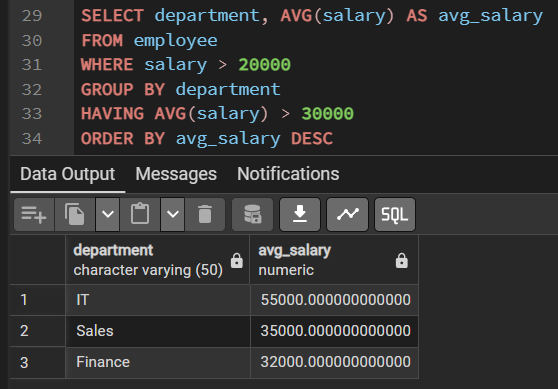 29 SELECT department, AVG(salary) AS avg_salary
30 FROM employee
31 WHERE salary > 20000
32 GROUP BY department
33 HAVING AVG(salary) > 30000
34 ORDER BY avg_salary DESC
Data Output Messages Notifications
SQL
department avg_salary
character varying (50) numeric
1 IT 55000.000000000000
2 Sales 35000.000000000000
3 Finance 32000.000000000000